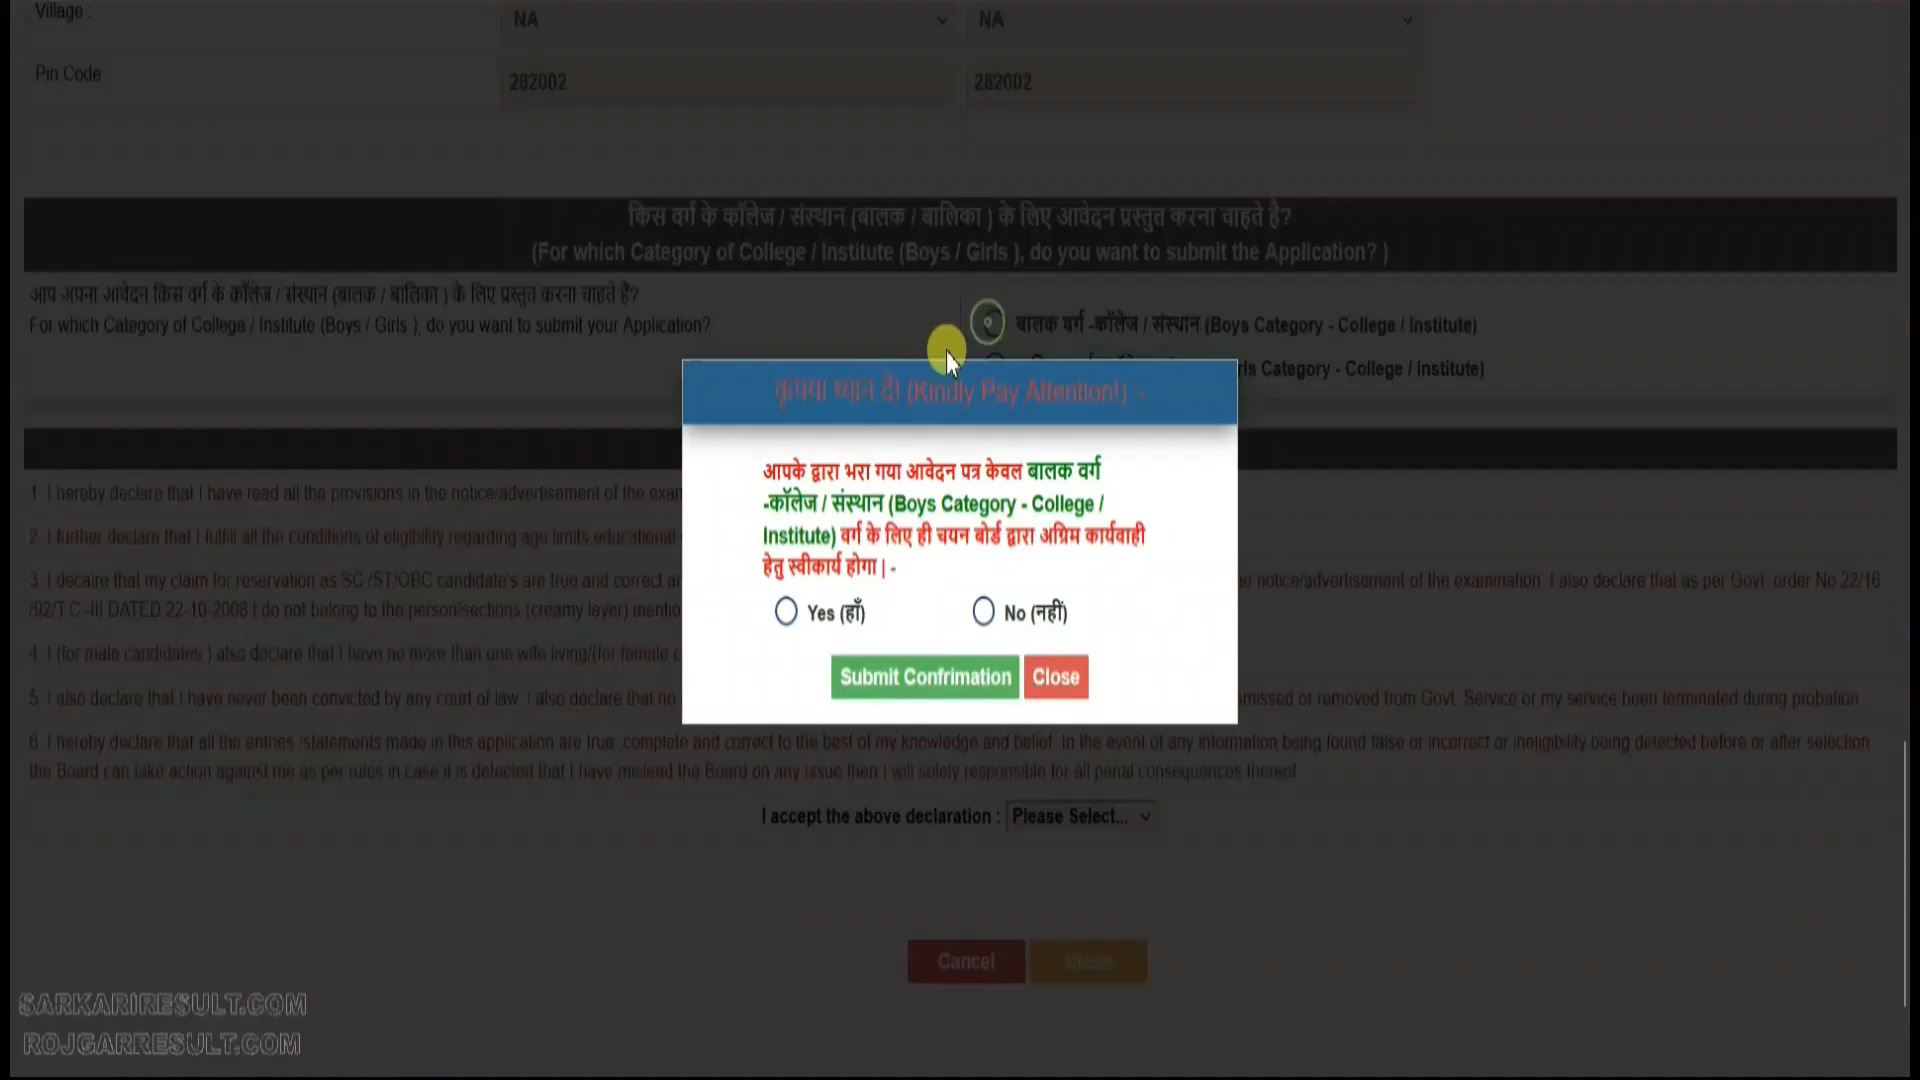 Village :
NA
NA
Pin Code
282002
282002
किस वर्ग के कॉलेज / संस्थान (बालक / बालिका ) के लिए आवेदन प्रस्तुत करना चाहते है?
(For which Category of College / Institute (Boys / Girls ), do you want to submit the Application? )
आप अपना आवेदन किस वर्ग के कॉलेज / संस्थान (बालक / बालिका ) के लिए प्रस्तुत करना चाहते है?
For which Category of College / Institute (Boys / Girls ), do you want to submit your Application?
बालक वर्ग -कॉलेज / संस्थान (Boys Category - College / Institute)
rls Category - College / Institute)
कृपया ध्यान दें! (Kindly Pay Attention!) :-
आपके द्वारा भरा गया आवेदन पत्र केवल बालक वर्ग
-कॉलेज / संस्थान (Boys Category - College /
Institute) वर्ग के लिए ही चयन बोर्ड द्वारा अग्रिम कार्यवाही
हेतु स्वीकार्य होगा | -
Yes (हाँ)
No (नहीं)
Submit Confrimation
Close
1. I hereby declare that I have read all the provisions in the notice/advertisement of the exa
2. I further declare that I fulfill all the conditions of eligibility regarding age limits,educational
3. I decalre that my claim for reservation as SC /ST/OBC candidate's are true and correct
notice/advertisement of the examination. I also declare that as per Govt. order No 22/16
/92/T.C.-III DATED 22-10-2008 I do not belong to the person/sections (creamy layer)
4. I (for male candidates ) also declare that I have no more than one wife living/(for female
5. I also declare that I have never been convicted by any court of law. I also declare that no
missed or removed from Govt. Service or my service been terminated during probation.
6. I hereby declare that all the entries /statements made in this application are true ,complete and correct to the best of my knowledge and belief. In the event of any information being found false or incorrect or ineligibility being detected before or after selection
the Board can take action against me as per rules in case it is detected that I have mislead the Board on any issue then I will solely responsible for all penal consequences thereof.
I accept the above declaration :
Please Select...
Cancel
SARKARIRESULT.COM
ROJGARRESULT.COM